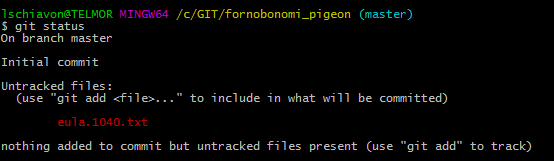 lschiavon@TELMOR MINGW64 /c/GIT/fornobonomi_pigeon (master)
$ git status
On branch master
Initial commit
Untracked files:
(use "git add <file>..." to include in what will be committed)
eula.1040.txt
nothing added to commit but untracked files present (use "git add" to track)